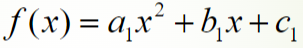 f(x) = a₁x² + b₁x + c₁